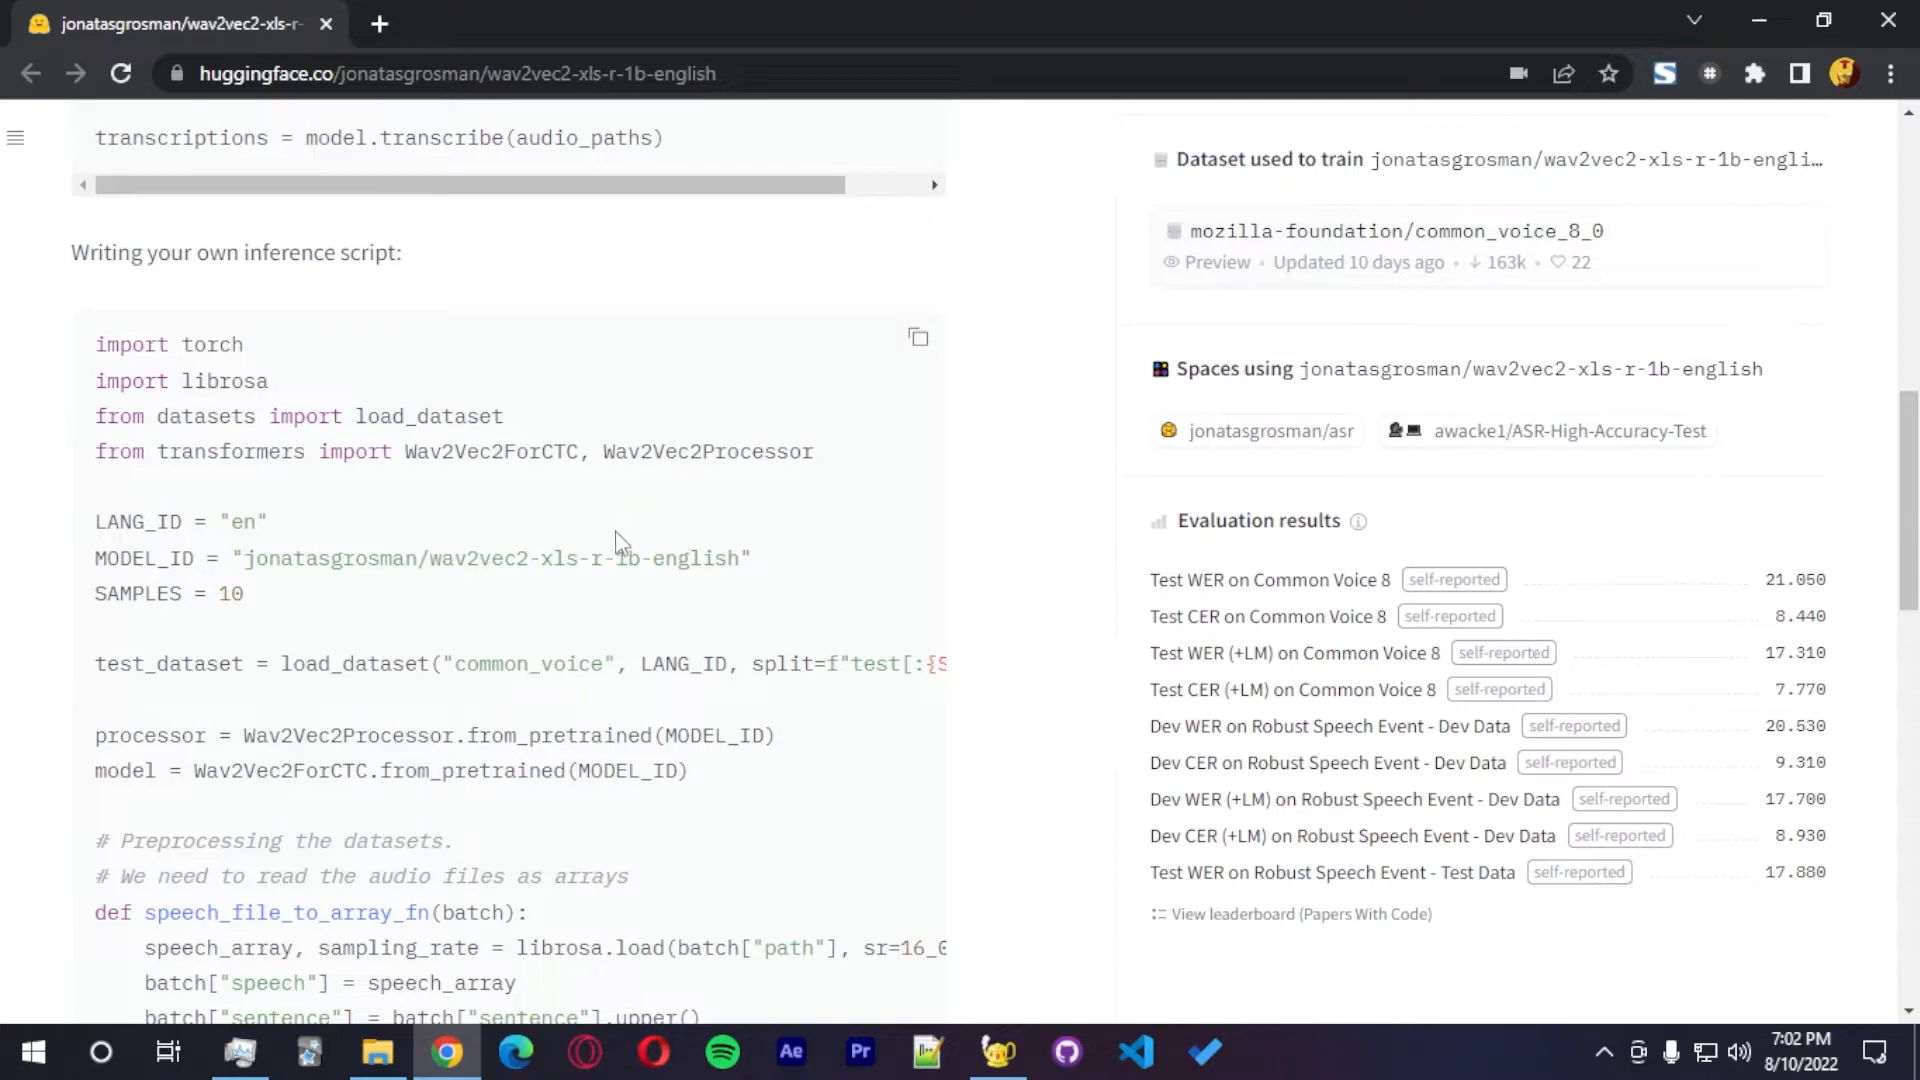 jonatasgrosman/wav2vec2-xls-r-
huggingface.co/jonatasgrosman/wav2vec2-xls-r-1b-english
transcriptions = model.transcribe(audio_paths)
Writing your own inference script:
import torch
import librosa
from datasets import load_dataset
from transformers import Wav2Vec2ForCTC, Wav2Vec2Processor
LANG_ID = "en"
MODEL_ID = "jonatasgrosman/wav2vec2-xls-r-1b-english"
SAMPLES = 10
test_dataset = load_dataset("common_voice", LANG_ID, split=f"test[:{S
processor = Wav2Vec2Processor.from_pretrained(MODEL_ID)
model = Wav2Vec2ForCTC.from_pretrained(MODEL_ID)
# Preprocessing the datasets.
# We need to read the audio files as arrays
def speech_file_to_array_fn(batch):
speech_array, sampling_rate = librosa.load(batch["path"], sr=16_0
batch["speech"] = speech_array
batch["sentence"] = batch["sentence"].upper()
Dataset used to train jonatasgrosman/wav2vec2-xls-r-1b-engli…
mozilla-foundation/common_voice_8_0
Preview • Updated 10 days ago • ↓ 163k • ♡ 22
Spaces using jonatasgrosman/wav2vec2-xls-r-1b-english
jonatasgrosman/asr awacke1/ASR-High-Accuracy-Test
Evaluation results
Test WER on Common Voice 8 self-reported 21.050
Test CER on Common Voice 8 self-reported 8.440
Test WER (+LM) on Common Voice 8 self-reported 17.310
Test CER (+LM) on Common Voice 8 self-reported 7.770
Dev WER on Robust Speech Event - Dev Data self-reported 20.530
Dev CER on Robust Speech Event - Dev Data self-reported 9.310
Dev WER (+LM) on Robust Speech Event - Dev Data self-reported 17.700
Dev CER (+LM) on Robust Speech Event - Dev Data self-reported 8.930
Test WER on Robust Speech Event - Test Data self-reported 17.880
View leaderboard (Papers With Code)
Ae
Pr
7:02 PM
8/10/2022